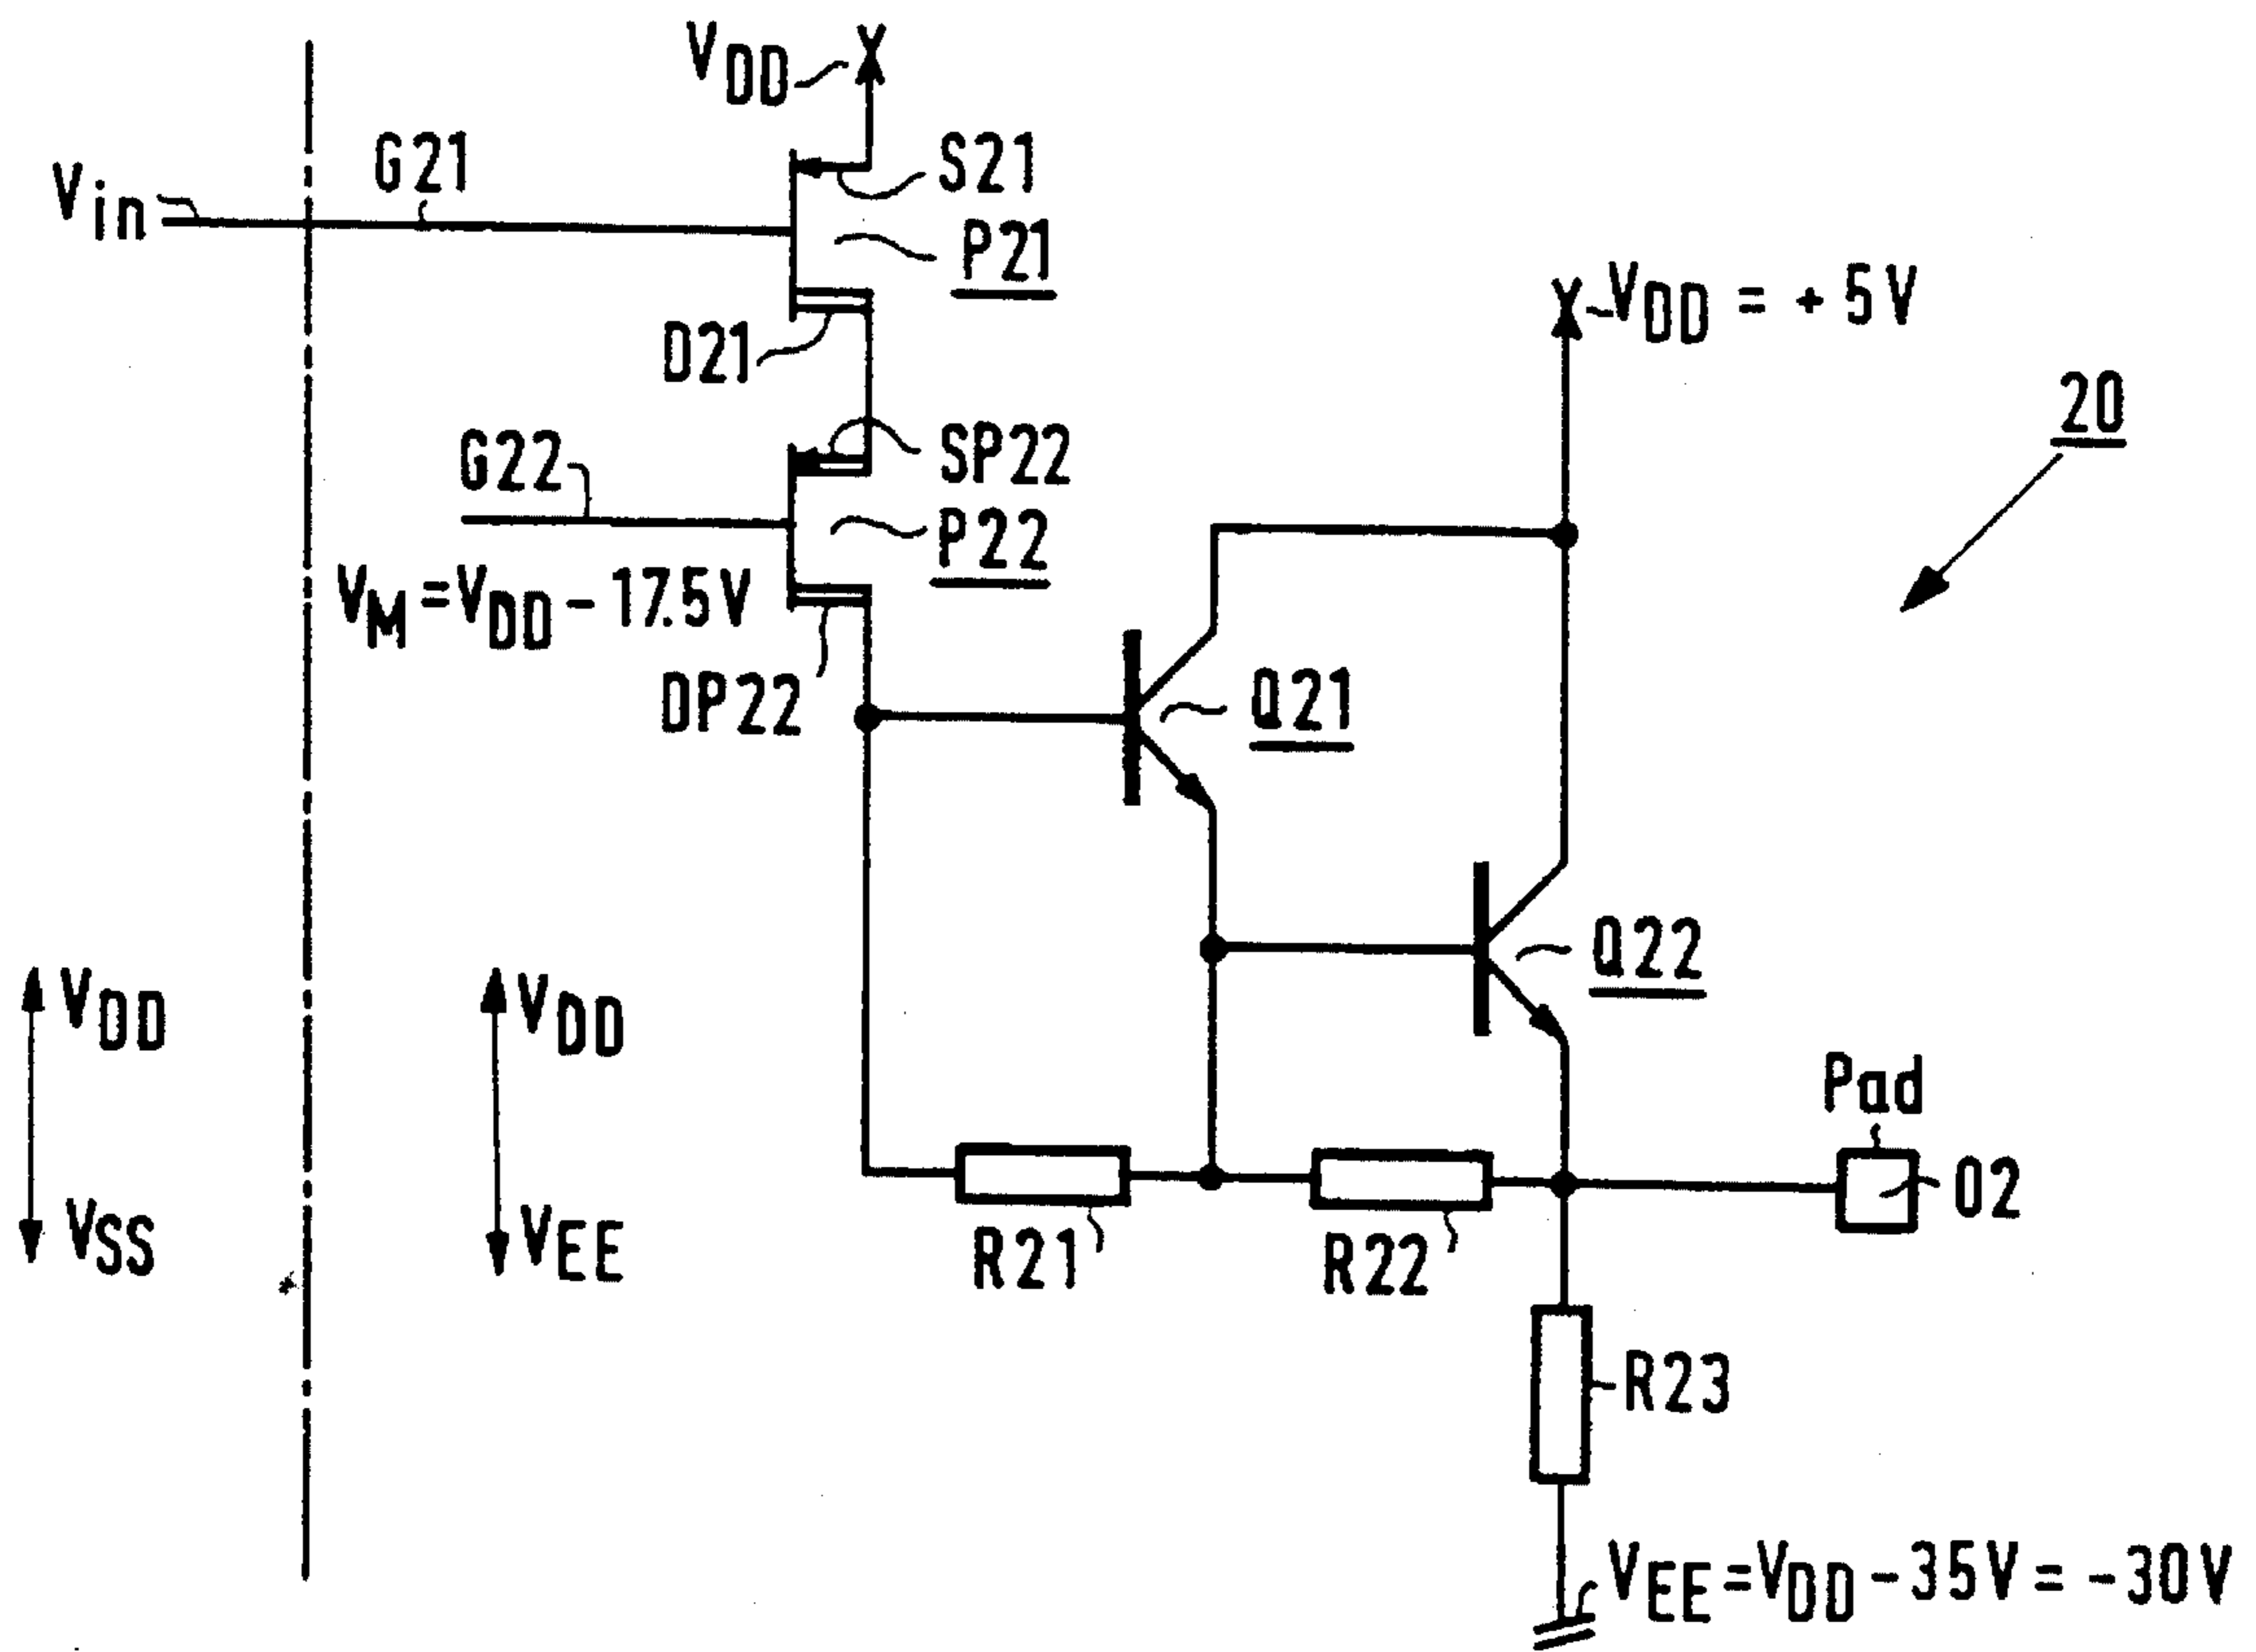 VDD
G21
S21
Vin
P21
VDD = +5V
D21
20
G22
SP22
P22
VM=VDD-17.5V
DP22
Q21
Q22
VDD
VDD
Pad
O2
VSS
VEE
R21
R22
R23
VEE=VDD-35V=-30V